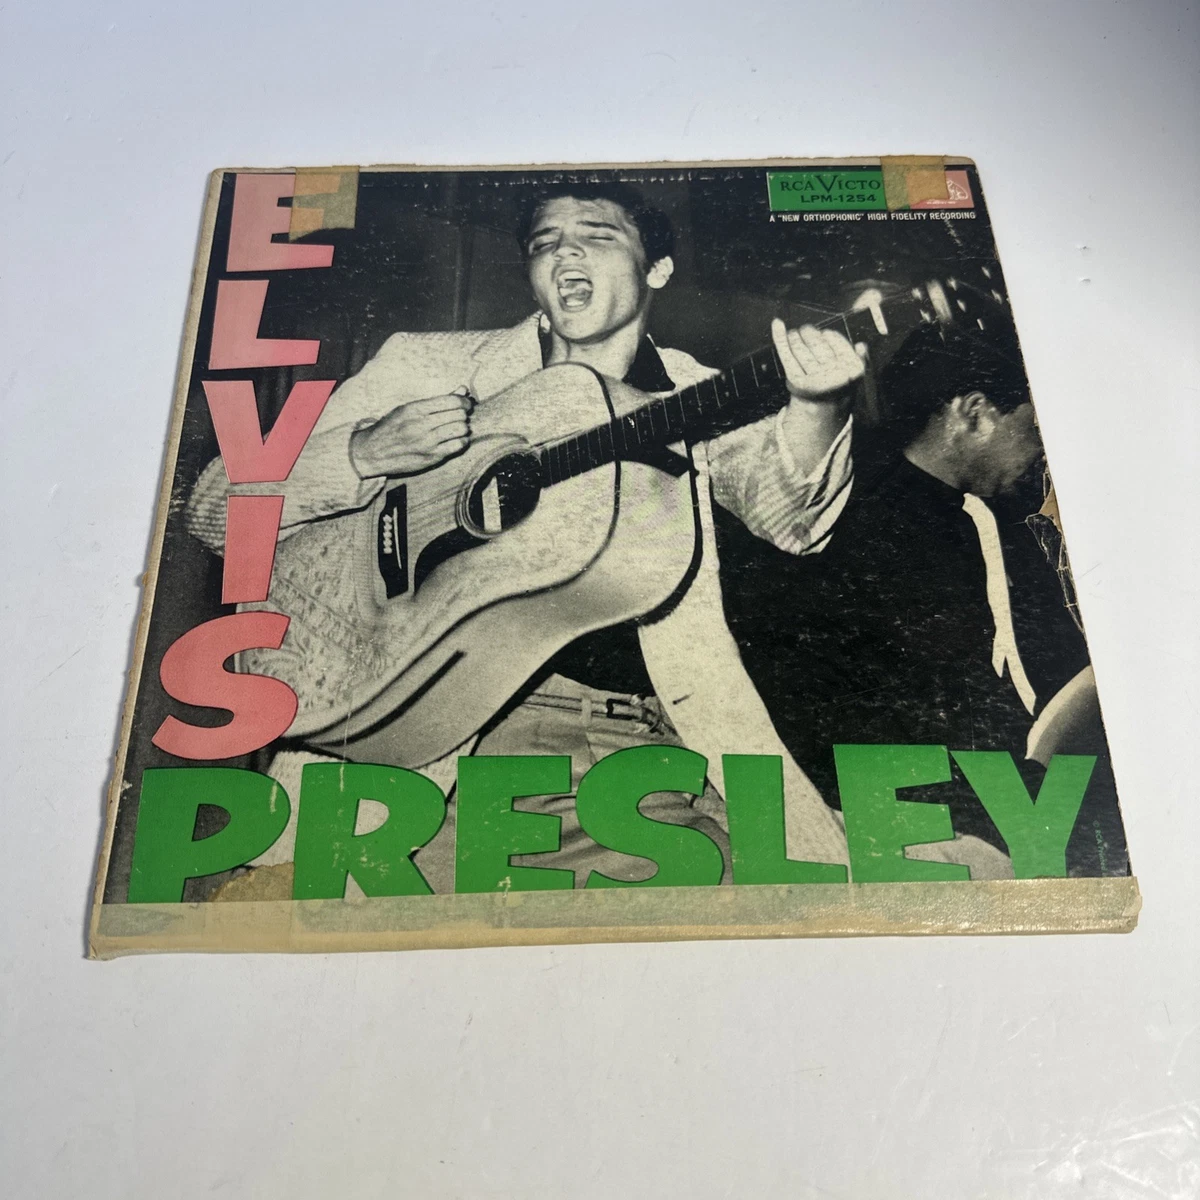 ELVIS
PRESLEY
RCA VICTO
LPM-1254
A "NEW ORTHOPHONIC" HIGH FIDELITY RECORDING